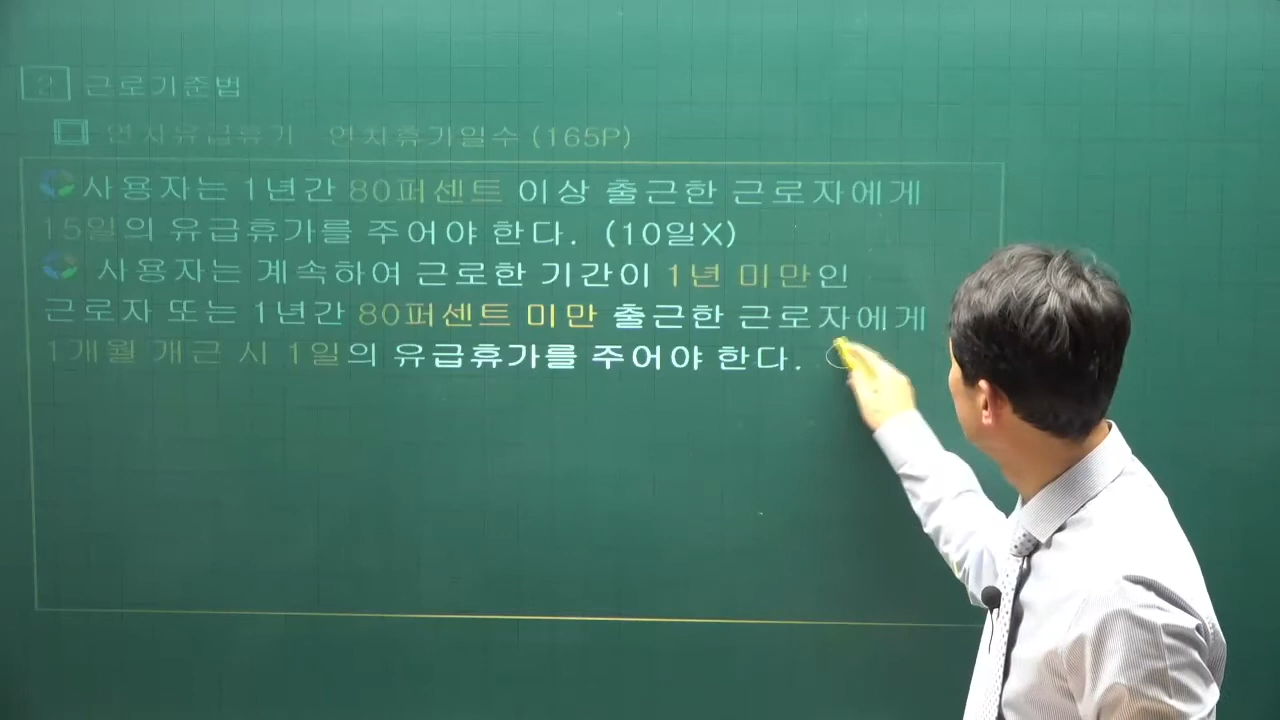 2 근로기준법
연차유급휴가 연차휴가일수 (165P)
사용자는 1년간 80퍼센트 이상 출근한 근로자에게
15일의 유급휴가를 주어야 한다. (10일X)
사용자는 계속하여 근로한 기간이 1년 미만인
근로자 또는 1년간 80퍼센트 미만 출근한 근로자에게
1개월 개근 시 1일의 유급휴가를 주어야 한다.